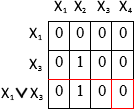 X₁ X₂ X₃ X₄
X₁ 0 0 0 0
X₃ 0 1 0 0
X₁∨X₃ 0 1 0 0